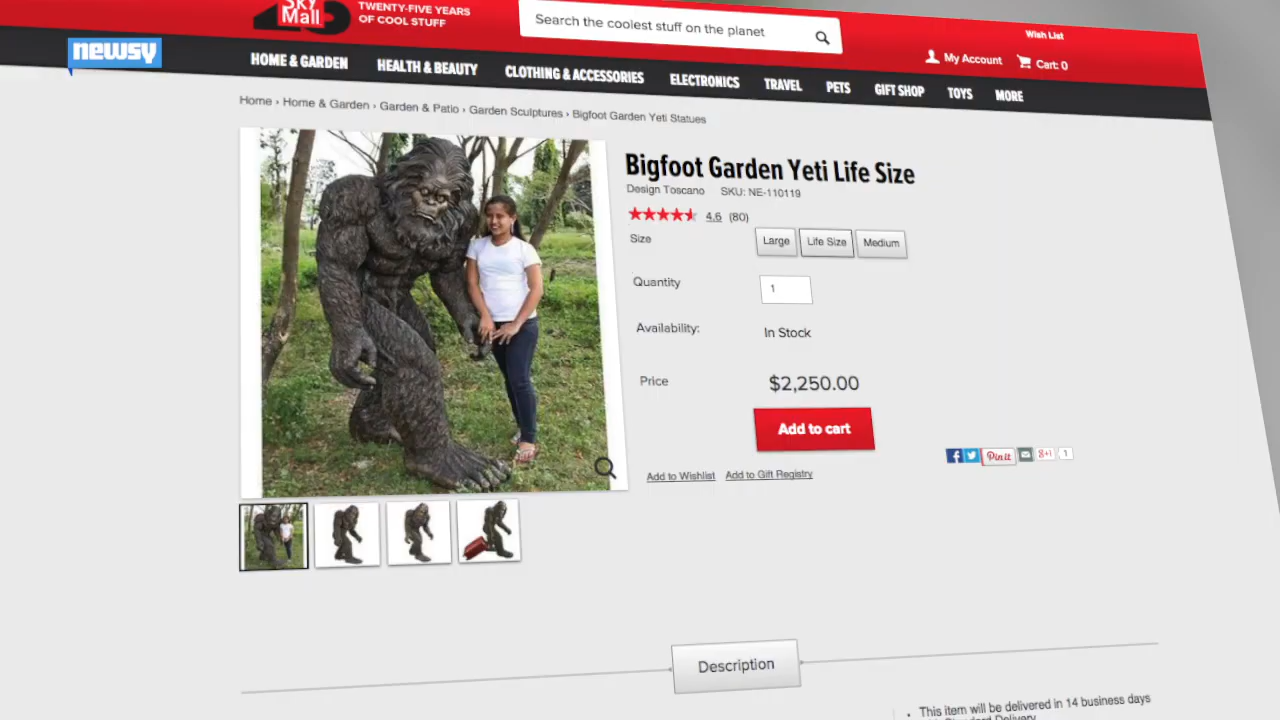 Sky Mall
TWENTY-FIVE YEARS
OF COOL STUFF
Search the coolest stuff on the planet
Wish List
My Account
Cart: 0
newsy
HOME & GARDEN HEALTH & BEAUTY CLOTHING & ACCESSORIES ELECTRONICS TRAVEL PETS GIFT SHOP TOYS MORE
Home › Home & Garden › Garden & Patio › Garden Sculptures › Bigfoot Garden Yeti Statues
Bigfoot Garden Yeti Life Size
Design Toscano SKU: NE-110119
4.6 (80)
Size Large Life Size Medium
Quantity 1
Availability: In Stock
Price $2,250.00
Add to cart
Add to Wishlist Add to Gift Registry
f Pin it g+1 1
Description
• This item will be delivered in 14 business days
Standard Delivery